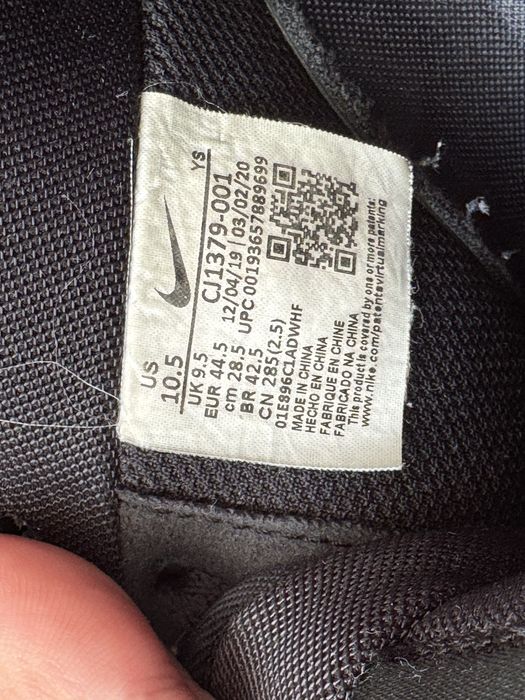 US
10.5
YS
UK 9.5
EUR 44.5
cm 28.5
BR 42.5
CN 285 (2.5)
CJ1379-001
12/04/19 | 03/02/20
UPC 00193657889699
01E896C1ADWHF
MADE IN CHINA
HECHO EN CHINA
FABRIQUE EN CHINE
FABRICADO NA CHINA
This product is covered by one or more patents:
www.nike.com/patentsvirtualmarking